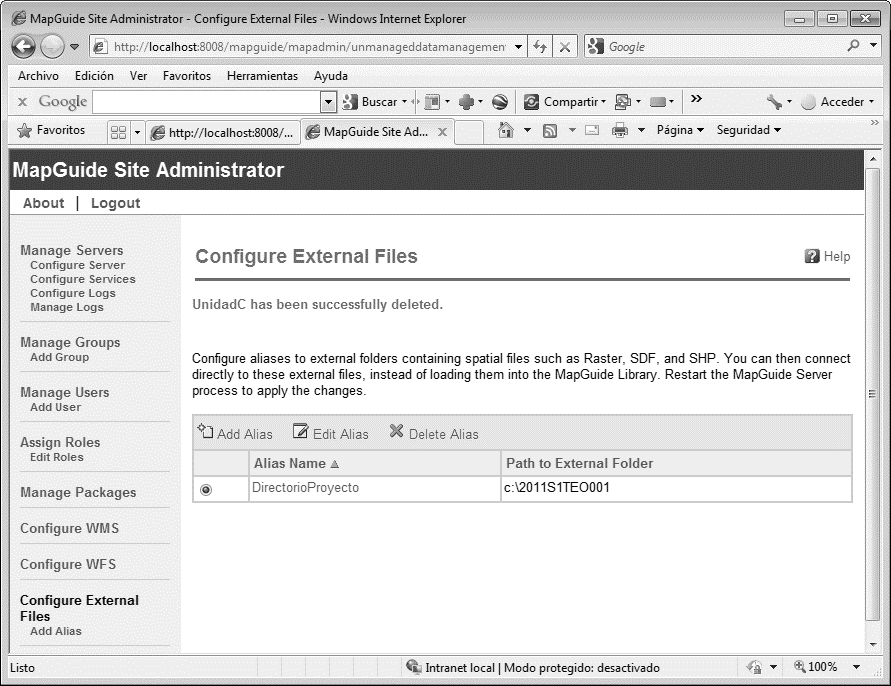 MapGuide Site Administrator - Configure External Files - Windows Internet Explorer
http://localhost:8008/mapguide/mapadmin/unmanageddatamanagemen
Google
Archivo Edición Ver Favoritos Herramientas Ayuda
x Google Buscar Compartir » Acceder
Favoritos http://localhost:8008/... MapGuide Site Ad... Página Seguridad »
MapGuide Site Administrator
About | Logout
Manage Servers
Configure Server
Configure Services
Configure Logs
Manage Logs
Manage Groups
Add Group
Manage Users
Add User
Assign Roles
Edit Roles
Manage Packages
Configure WMS
Configure WFS
Configure External
Files
Add Alias
Configure External Files
? Help
UnidadC has been successfully deleted.
Configure aliases to external folders containing spatial files such as Raster, SDF, and SHP. You can then connect
directly to these external files, instead of loading them into the MapGuide Library. Restart the MapGuide Server
process to apply the changes.
Add Alias Edit Alias Delete Alias
Alias Name Path to External Folder
DirectorioProyecto c:\2011S1TEO001
Listo Intranet local | Modo protegido: desactivado 100%